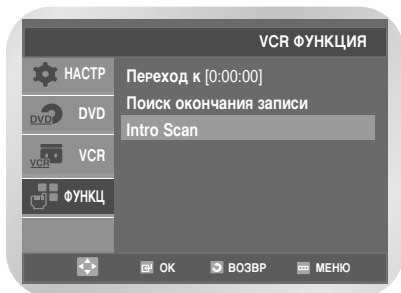 VCR ФУНКЦИЯ
НАСТР
DVD DVD
VCR VCR
ФУНКЦ
Переход к [0:00:00]
Поиск окончания записи
Intro Scan
ОК ВОЗВР МЕНЮ